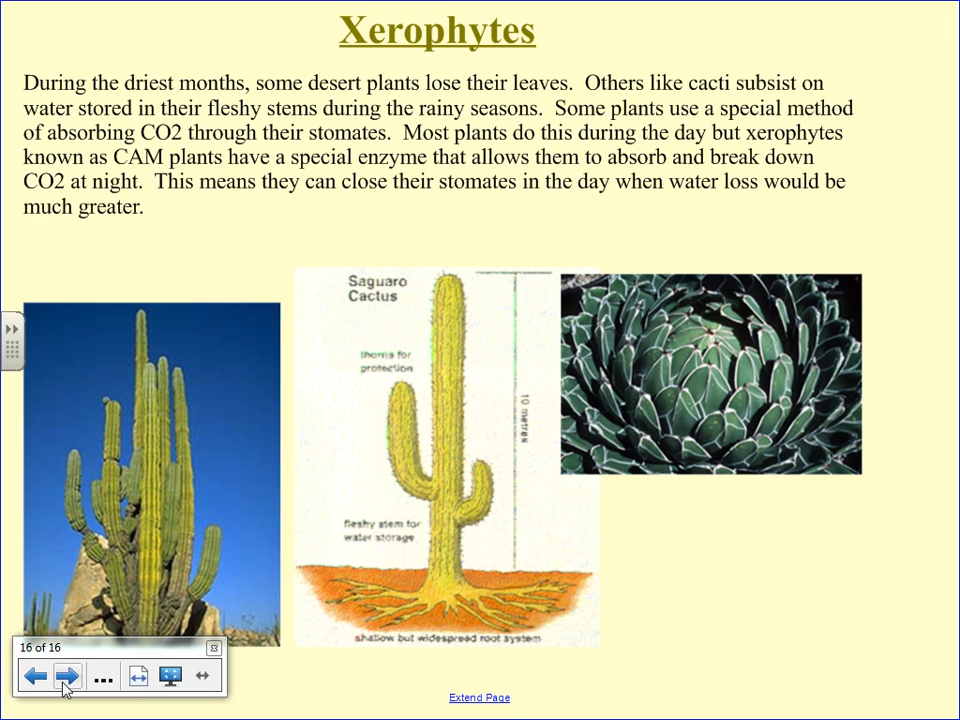 Xerophytes
During the driest months, some desert plants lose their leaves.  Others like cacti subsist on
water stored in their fleshy stems during the rainy seasons.  Some plants use a special method
of absorbing CO2 through their stomates.  Most plants do this during the day but xerophytes
known as CAM plants have a special enzyme that allows them to absorb and break down
CO2 at night.  This means they can close their stomates in the day when water loss would be
much greater.
Saguaro
Cactus
thorns for
protection
10 metres
fleshy stem for
water storage
shallow but widespread root system
16 of 16
...
Extend Page